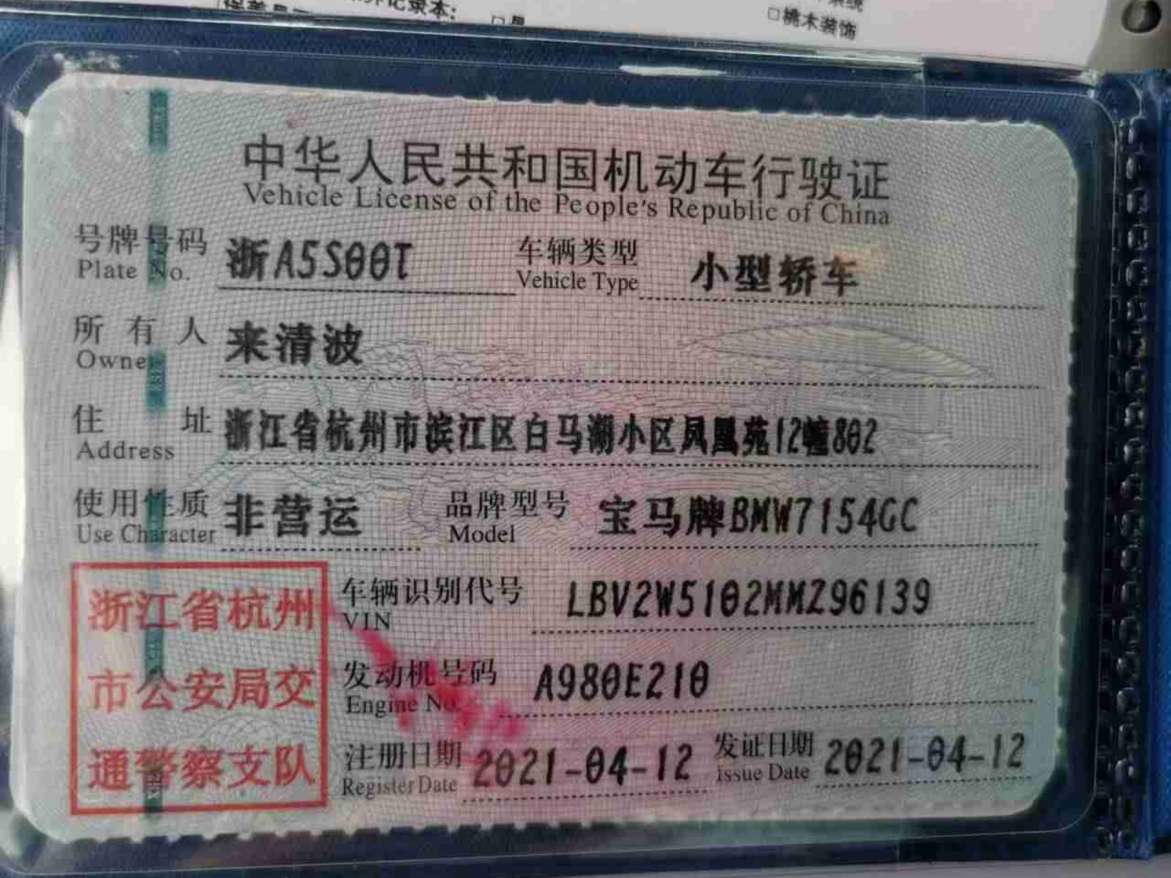 记录本:
□桃木装饰
中华人民共和国机动车行驶证
Vehicle License of the People's Republic of China
号牌号码 浙A5S00T 车辆类型 小型轿车
Plate No. Vehicle Type
所有人 来清波
Owner
住址 浙江省杭州市滨江区白马湖小区凤凰苑12幢802
Address
使用性质 非营运 品牌型号 宝马牌BMW7154GC
Use Character Model
浙江省杭州
市公安局交
通警察支队
车辆识别代号 LBV2W5102MMZ96139
VIN
发动机号码 A980E210
Engine No.
注册日期 2021-04-12 发证日期 2021-04-12
Register Date Issue Date